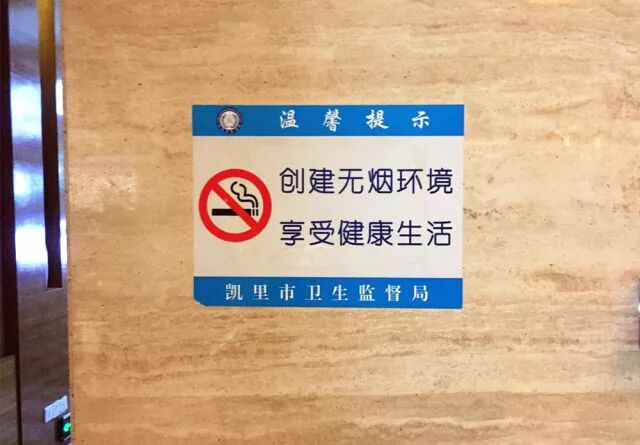 温馨提示
创建无烟环境
享受健康生活
凯里市卫生监督局